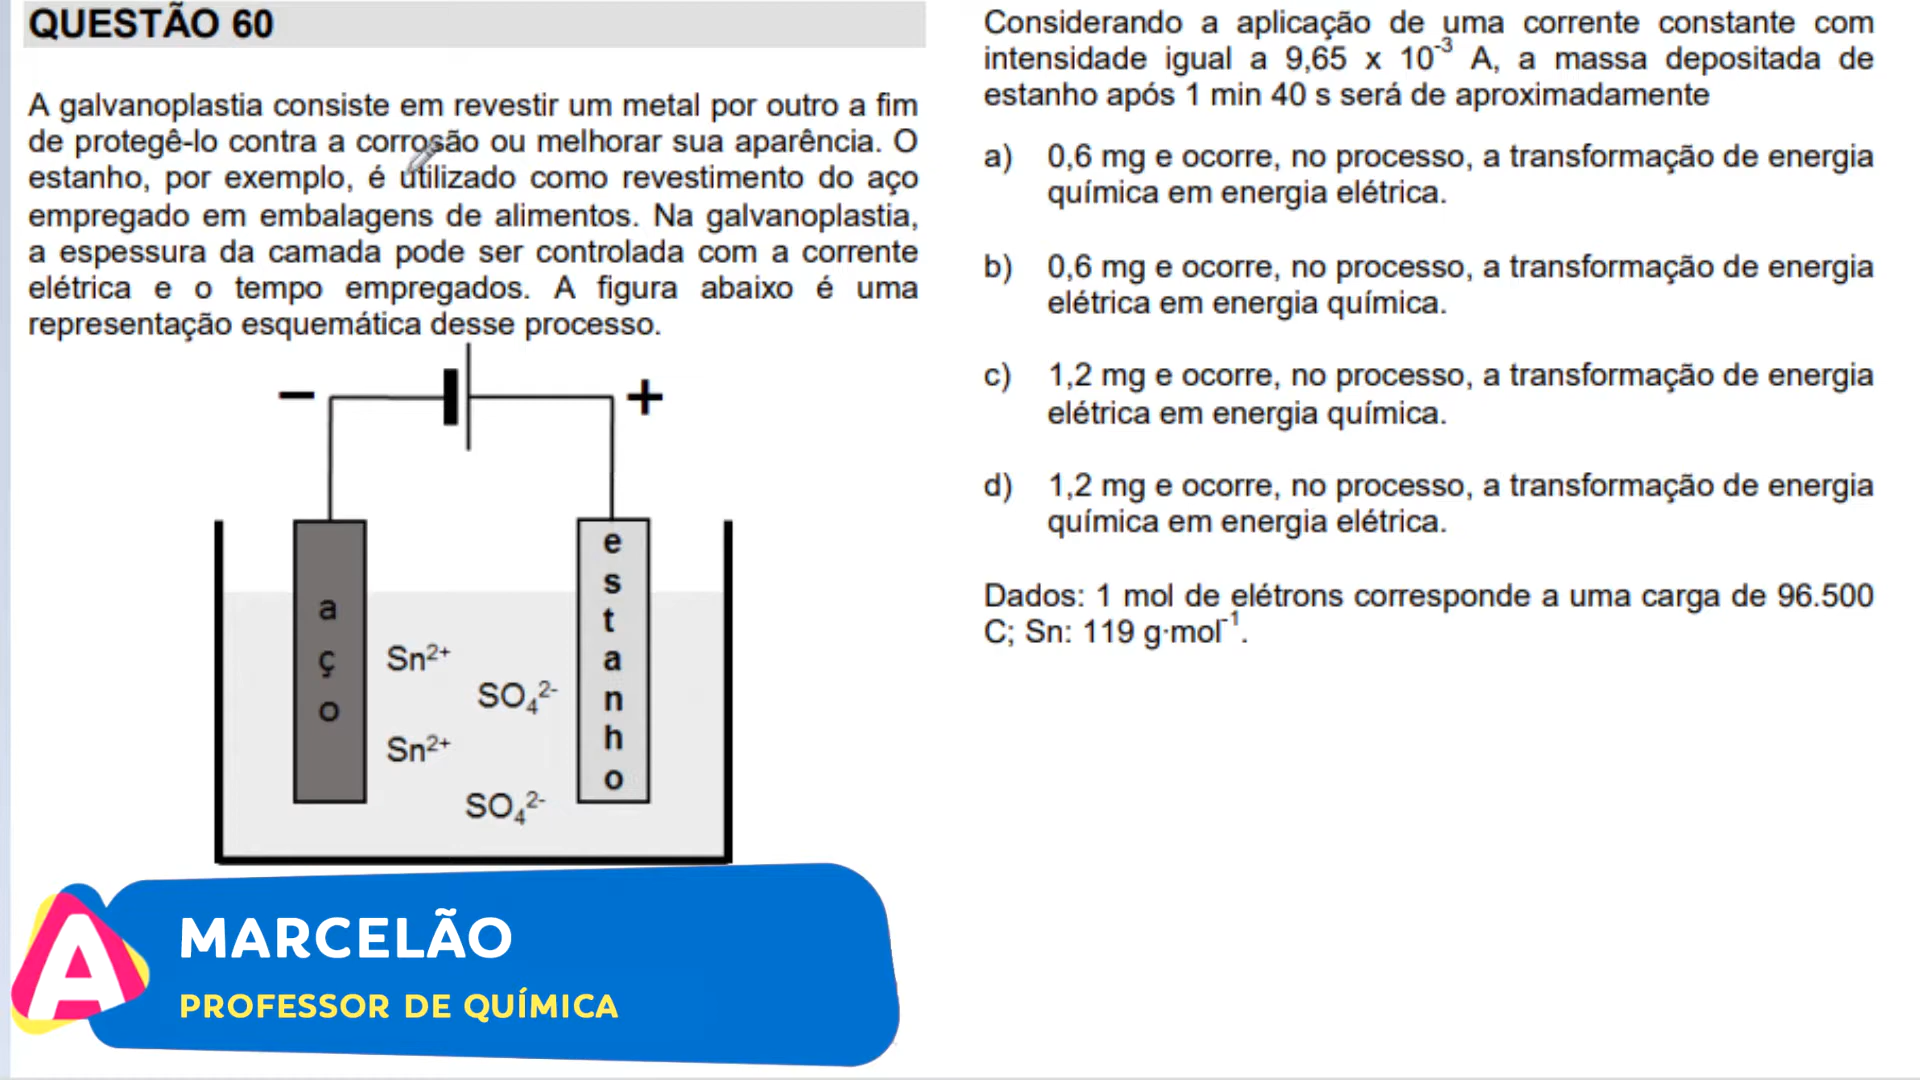 QUESTÃO 60
A galvanoplastia consiste em revestir um metal por outro a fim
de protegê-lo contra a corrosão ou melhorar sua aparência. O
estanho, por exemplo, é utilizado como revestimento do aço
empregado em embalagens de alimentos. Na galvanoplastia,
a espessura da camada pode ser controlada com a corrente
elétrica e o tempo empregados. A figura abaixo é uma
representação esquemática desse processo.
− +
aço
estanho
Sn²⁺
SO₄²⁻
Sn²⁺
SO₄²⁻
A
MARCELÃO
PROFESSOR DE QUÍMICA
Considerando a aplicação de uma corrente constante com
intensidade igual a 9,65 x 10⁻³ A, a massa depositada de
estanho após 1 min 40 s será de aproximadamente
a) 0,6 mg e ocorre, no processo, a transformação de energia
química em energia elétrica.
b) 0,6 mg e ocorre, no processo, a transformação de energia
elétrica em energia química.
c) 1,2 mg e ocorre, no processo, a transformação de energia
elétrica em energia química.
d) 1,2 mg e ocorre, no processo, a transformação de energia
química em energia elétrica.
Dados: 1 mol de elétrons corresponde a uma carga de 96.500
C; Sn: 119 g·mol⁻¹.